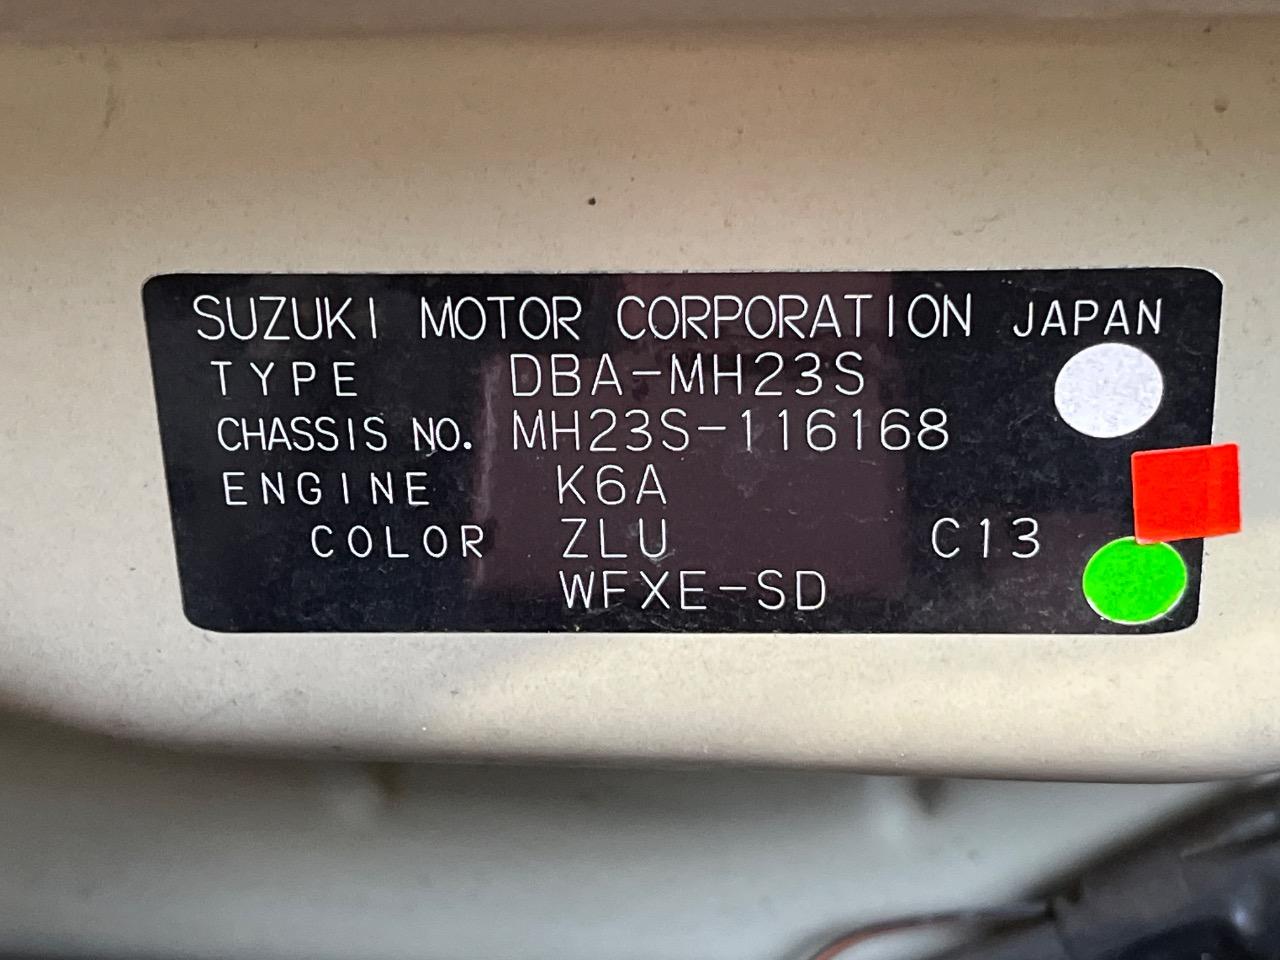 SUZUKI MOTOR CORPORATION JAPAN
TYPE DBA-MH23S
CHASSIS NO. MH23S-116168
ENGINE K6A
COLOR ZLU C13
WFXE-SD